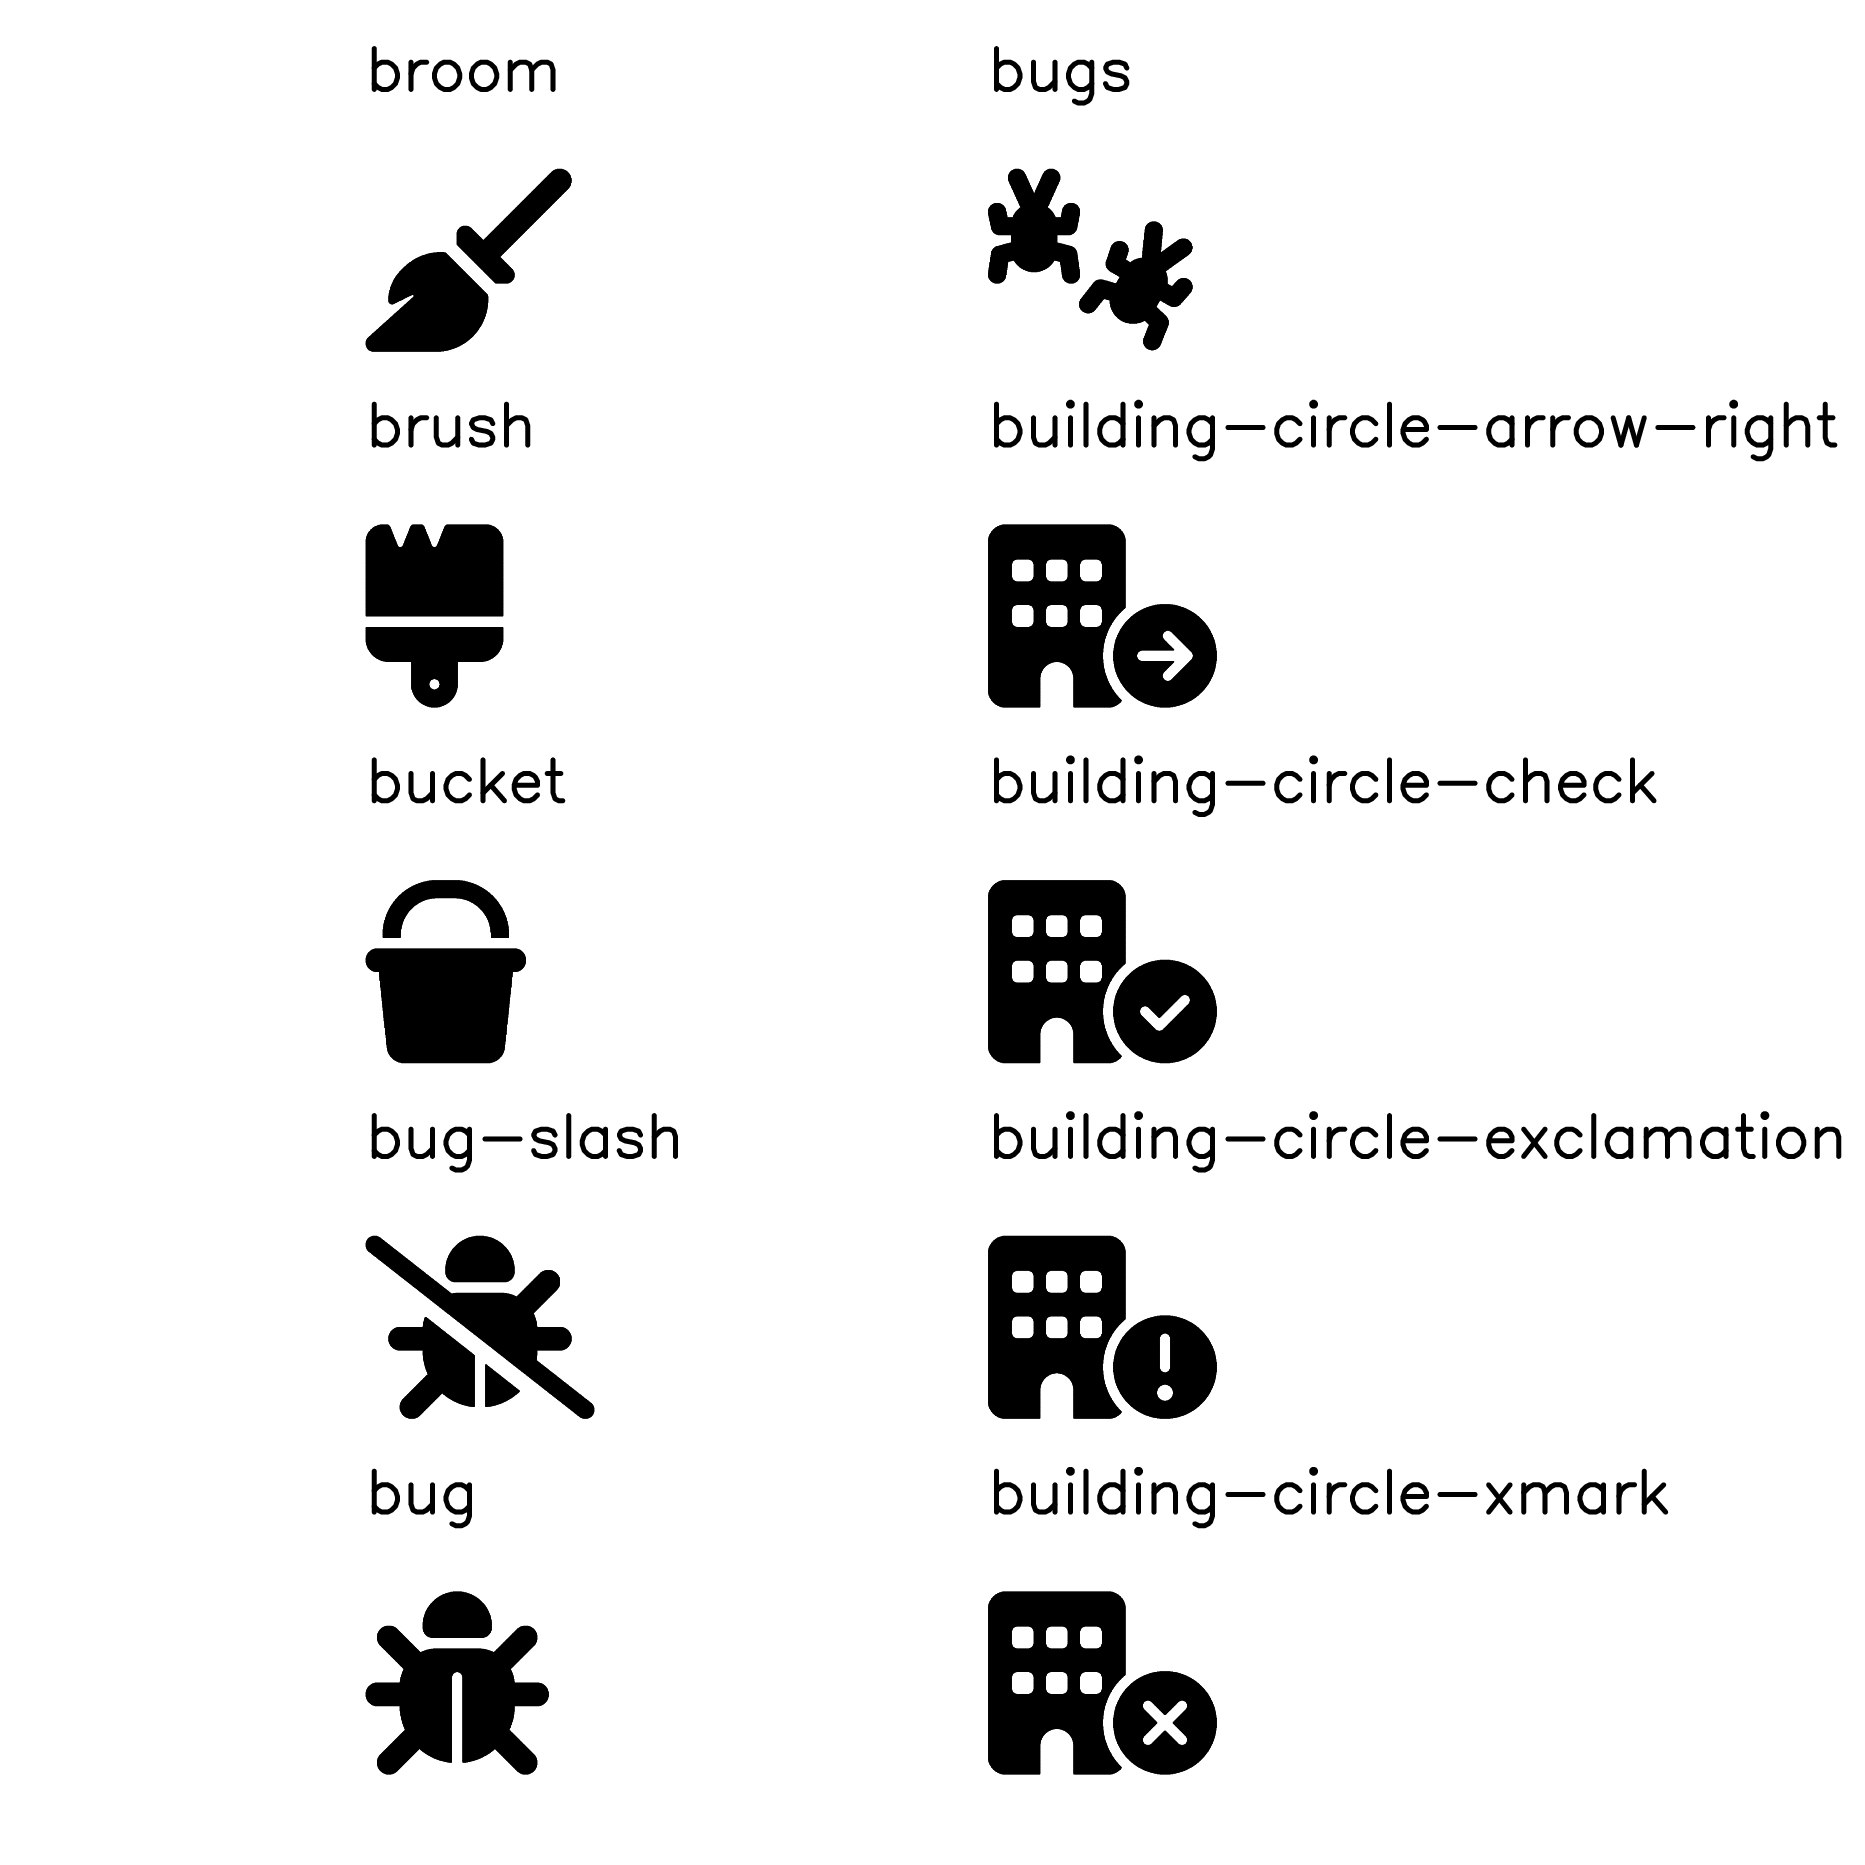 broom
brush
bucket
bug-slash
bug
bugs
building-circle-arrow-right
building-circle-check
building-circle-exclamation
building-circle-xmark